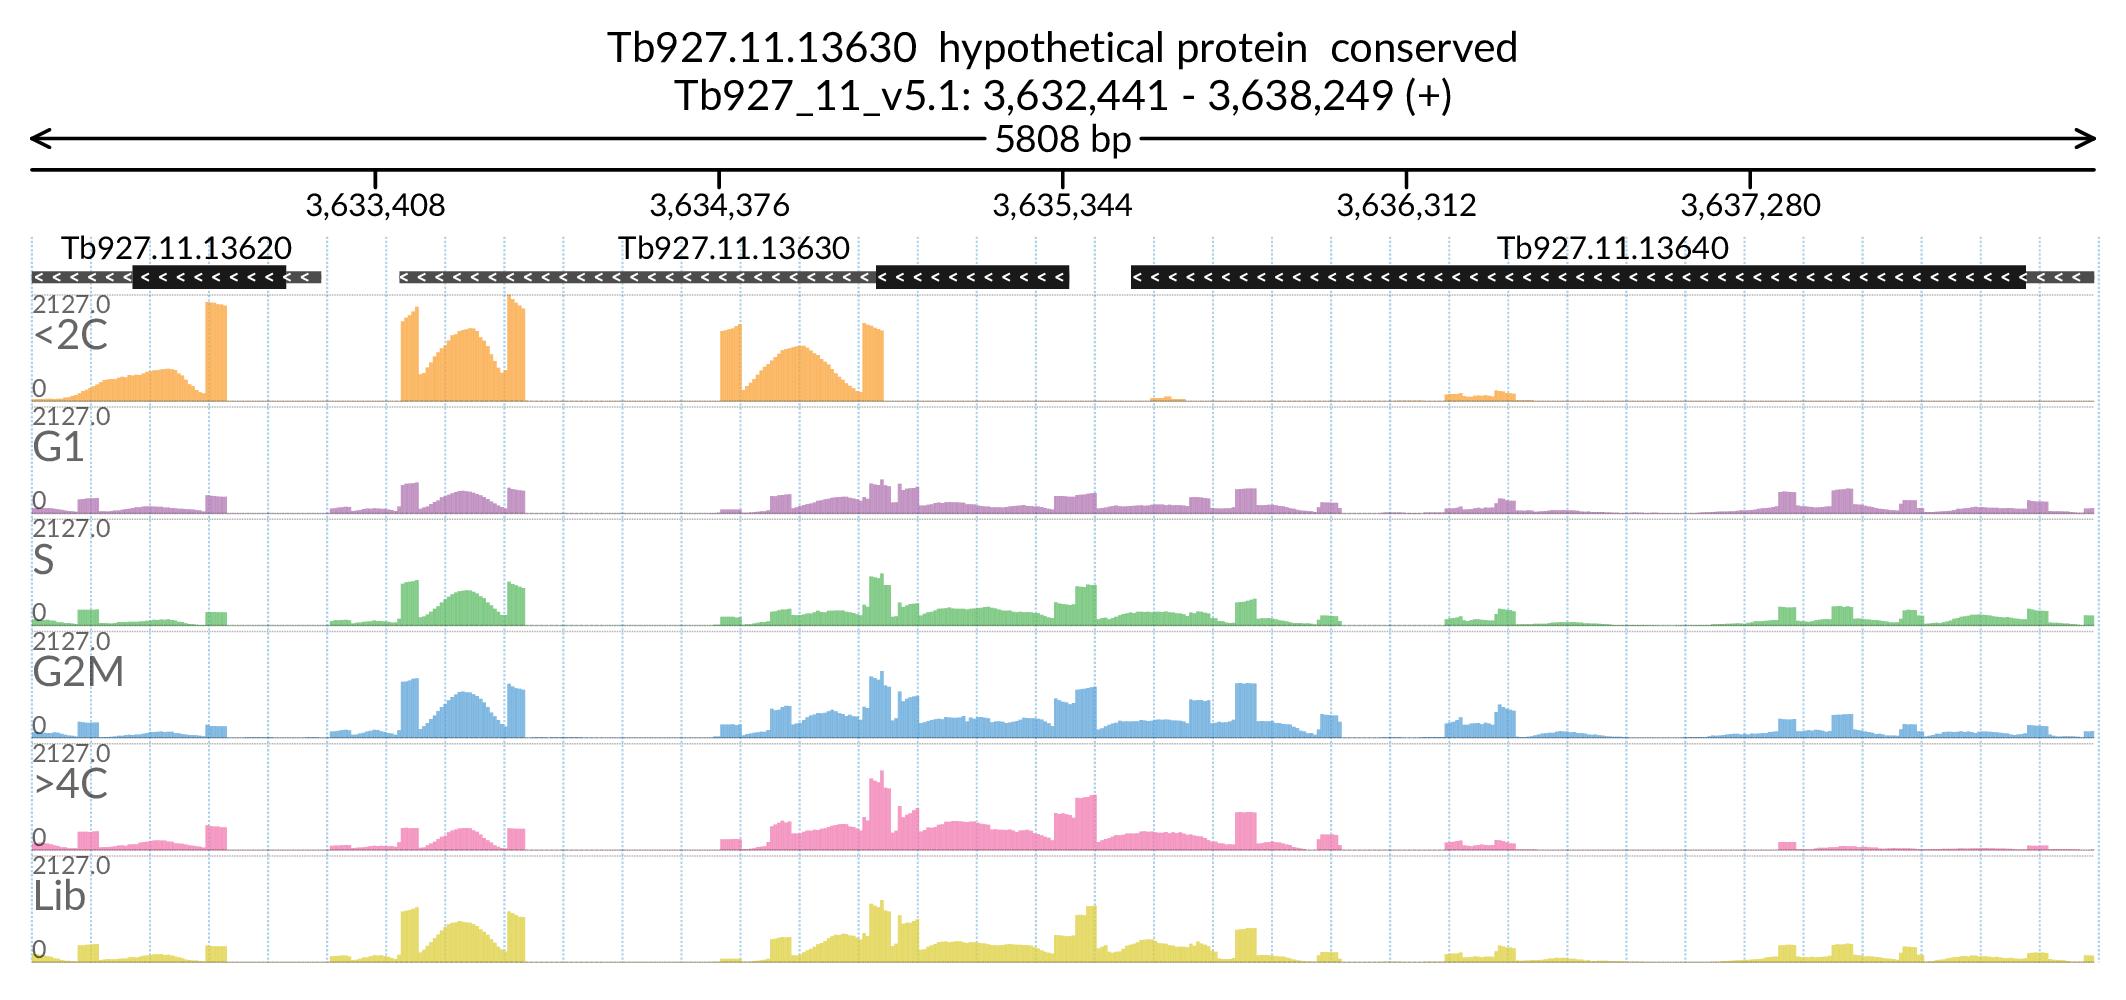 Tb927.11.13630 hypothetical protein conserved
Tb927_11_v5.1: 3,632,441 - 3,638,249 (+)
5808 bp
3,633,408 3,634,376 3,635,344 3,636,312 3,637,280
Tb927.11.13620 Tb927.11.13630 Tb927.11.13640
2127.0
<2C
0
2127.0
G1
0
2127.0
S
0
2127.0
G2M
0
2127.0
>4C
0
2127.0
Lib
0